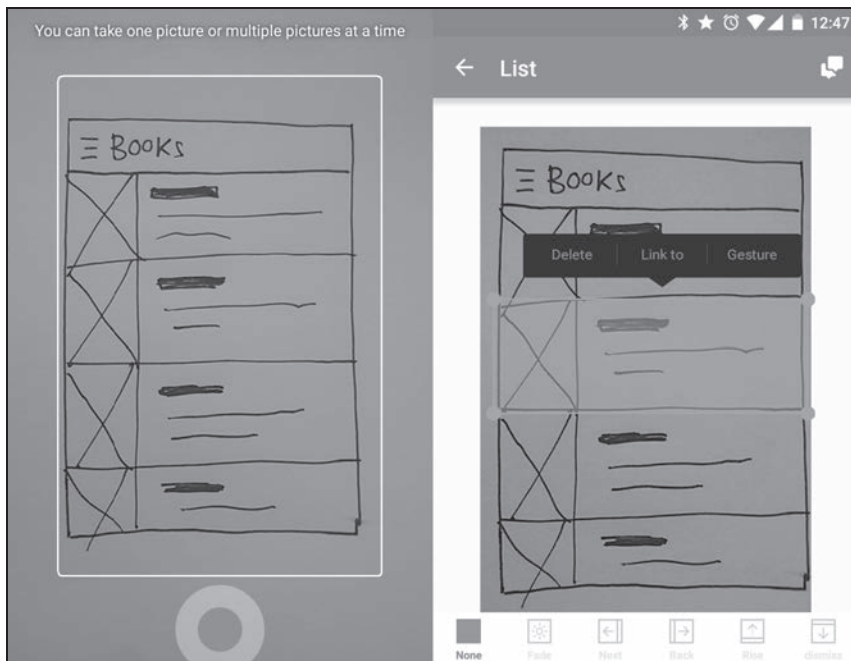 You can take one picture or multiple pictures at a time
≡ BOOKS
12:47
← List
≡ BOOKS
Delete
Link to
Gesture
None
Fade
Next
Back
Rise
dismiss